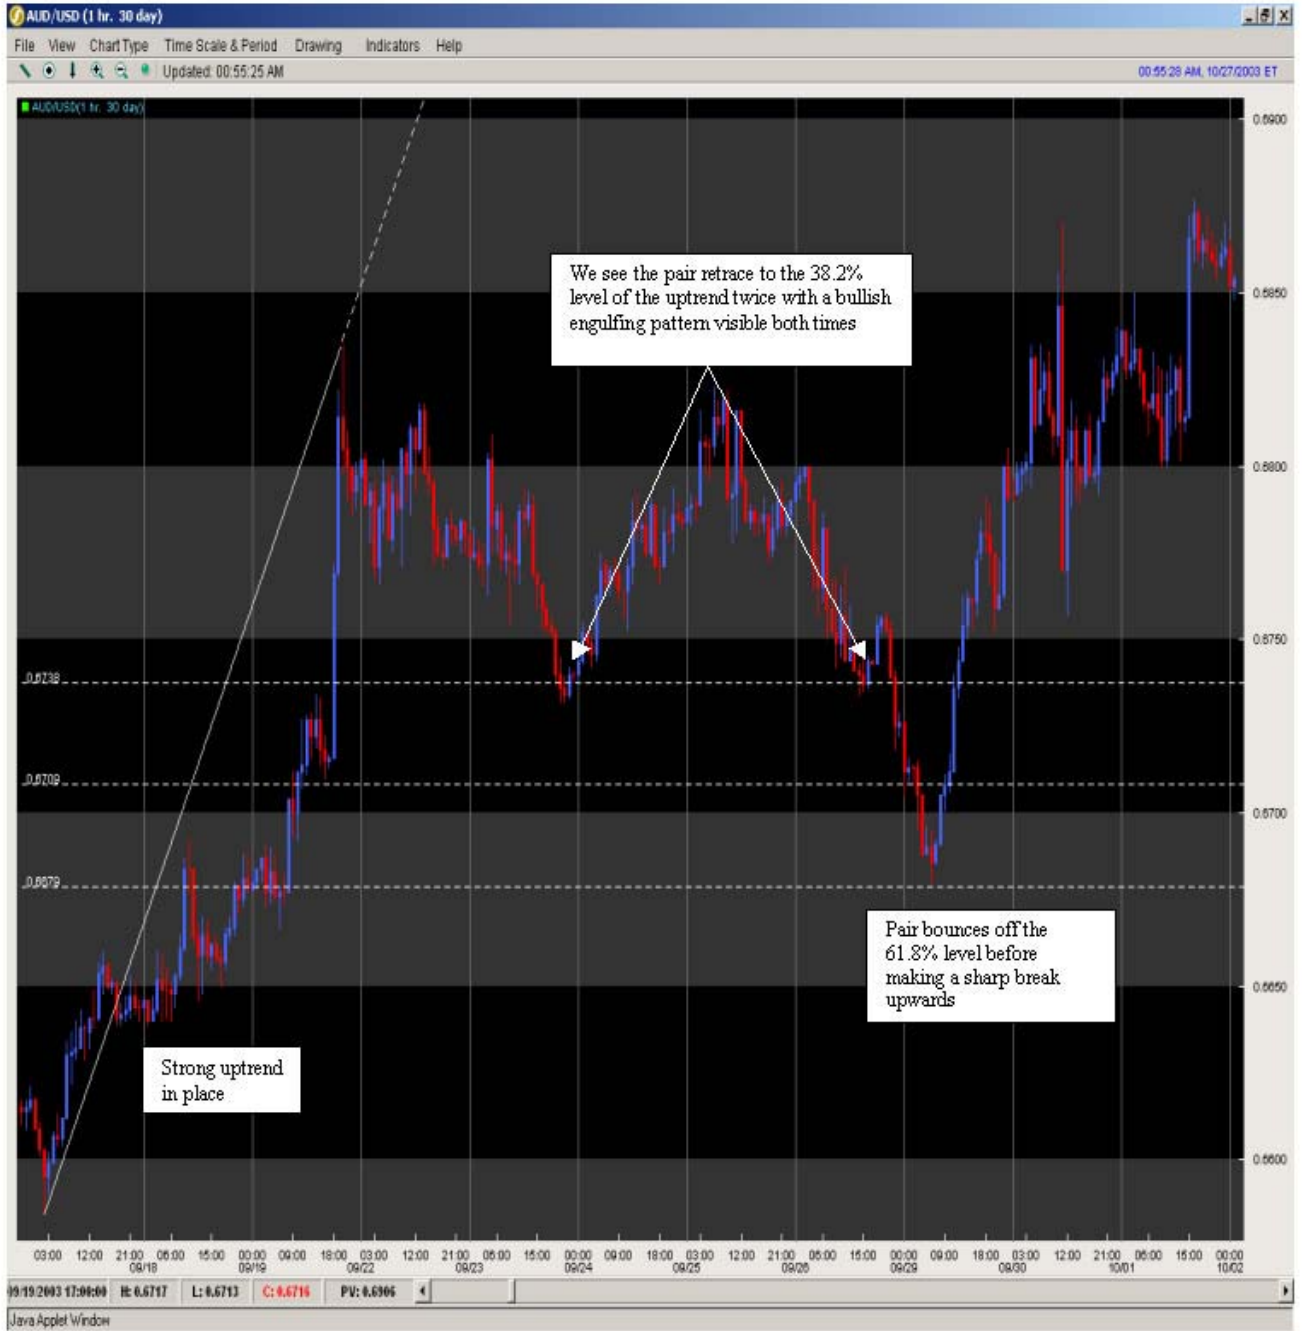 AUD/USD (1 hr. 30 day)
File View Chart Type Time Scale & Period Drawing Indicators Help
Updated: 00:55:25 AM
00:55:28 AM, 10/27/2003 ET
AUD/USD(1 hr. 30 day)
0.6900
We see the pair retrace to the 38.2%
level of the uptrend twice with a bullish
engulfing pattern visible both times
0.6850
0.6800
0.6750
0.6738
0.6709
0.6700
0.6679
Pair bounces off the
61.8% level before
making a sharp break
upwards
0.6650
Strong uptrend
in place
0.6600
03:00 12:00 21:00 06:00 15:00 00:00 09:00 18:00 03:00 12:00 21:00 06:00 15:00 00:00 09:00 18:00 03:00 12:00 21:00 06:00 15:00 00:00 09:00 18:00 03:00 12:00 21:00 06:00 15:00 00:00
09/18 09/19 09/22 09/23 09/24 09/25 09/26 09/29 09/30 10/01 10/02
09/19/2003 17:00:00 H: 0.6717 L: 0.6713 C: 0.6716 PV: 0.6906
Java Applet Window